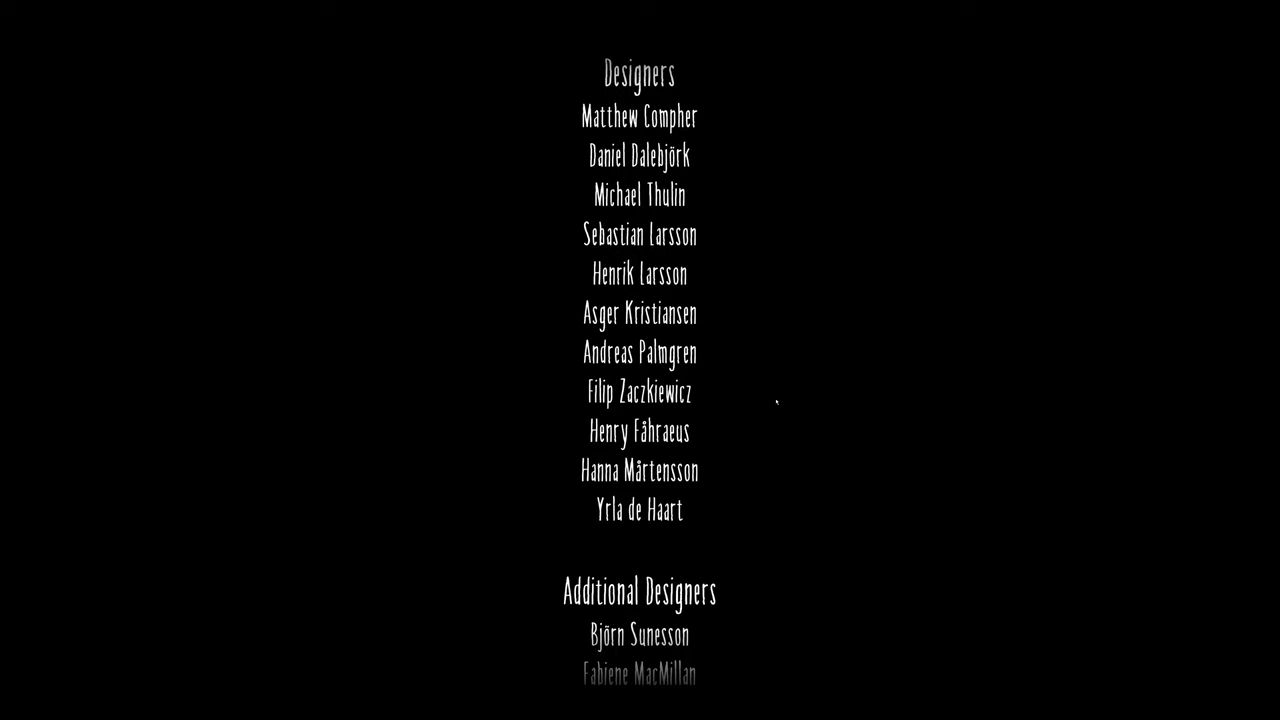 Designers
Matthew Compher
Daniel Dalebjörk
Michael Thulin
Sebastian Larsson
Henrik Larsson
Asger Kristiansen
Andreas Palmgren
Filip Zaczkiewicz
Henry Fåhraeus
Hanna Mårtensson
Yrla de Haart
Additional Designers
Björn Sunesson
Fabiene MacMillan